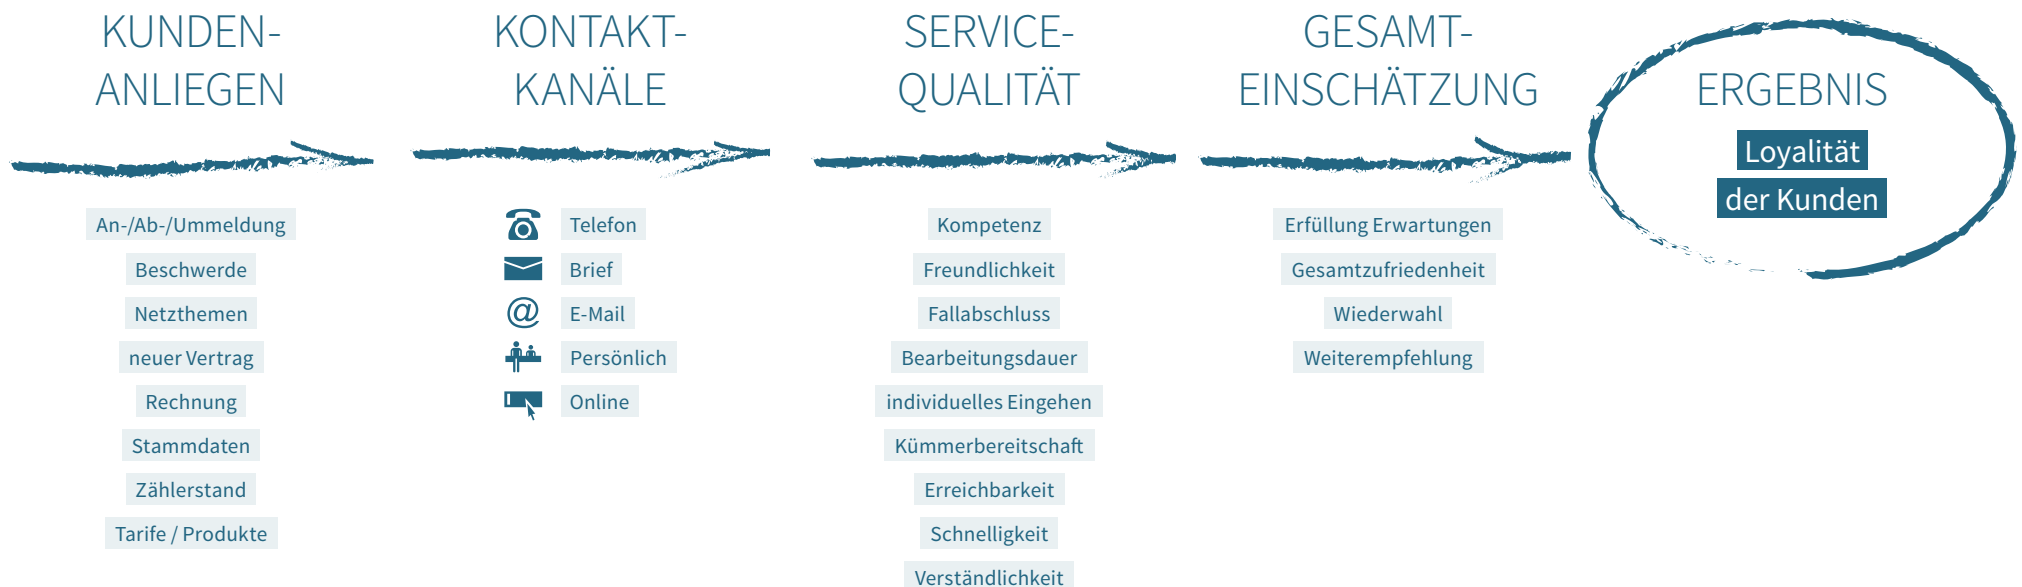 KUNDEN-
ANLIEGEN
An-/Ab-/Ummeldung
Beschwerde
Netzthemen
neuer Vertrag
Rechnung
Stammdaten
Zählerstand
Tarife / Produkte
KONTAKT-
KANÄLE
Telefon
Brief
@ E-Mail
Persönlich
Online
SERVICE-
QUALITÄT
Kompetenz
Freundlichkeit
Fallabschluss
Bearbeitungsdauer
individuelles Eingehen
Kümmerbereitschaft
Erreichbarkeit
Schnelligkeit
Verständlichkeit
GESAMT-
EINSCHÄTZUNG
Erfüllung Erwartungen
Gesamtzufriedenheit
Wiederwahl
Weiterempfehlung
ERGEBNIS
Loyalität
der Kunden